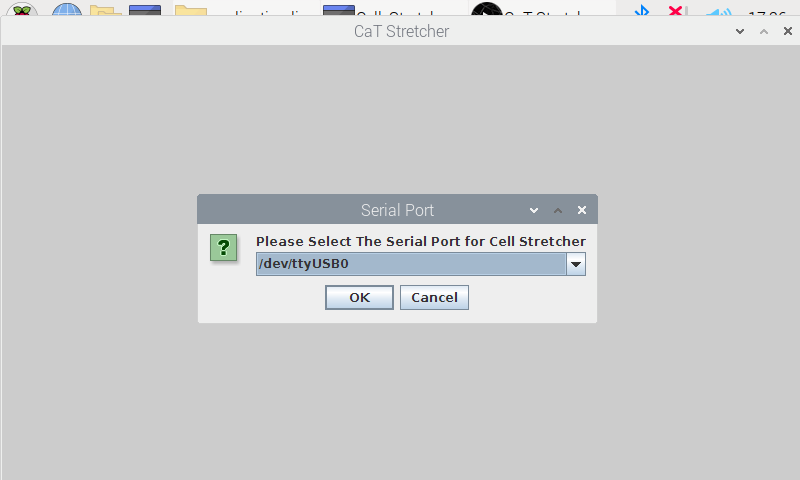 CaT Stretcher
Serial Port
?
Please Select The Serial Port for Cell Stretcher
/dev/ttyUSB0
OK
Cancel